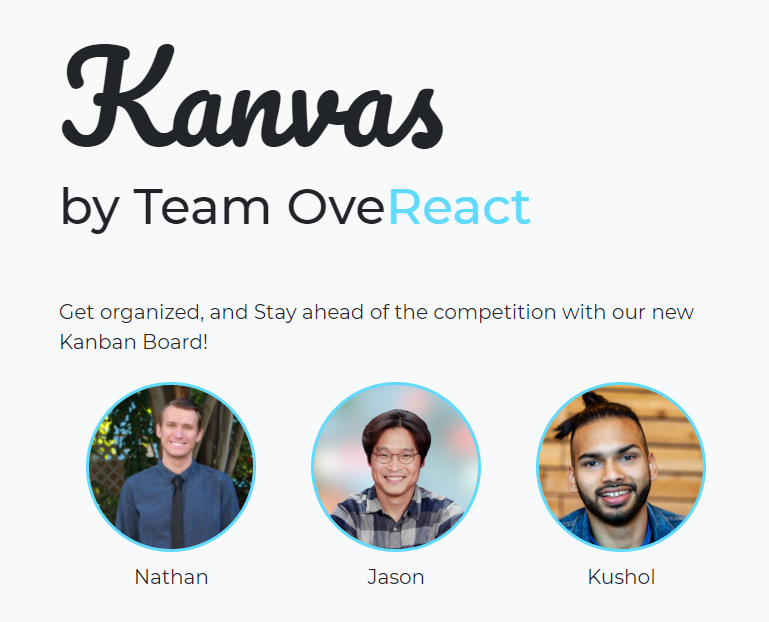 Kanvas
by Team OveReact
Get organized, and Stay ahead of the competition with our new
Kanban Board!
Nathan Jason Kushol